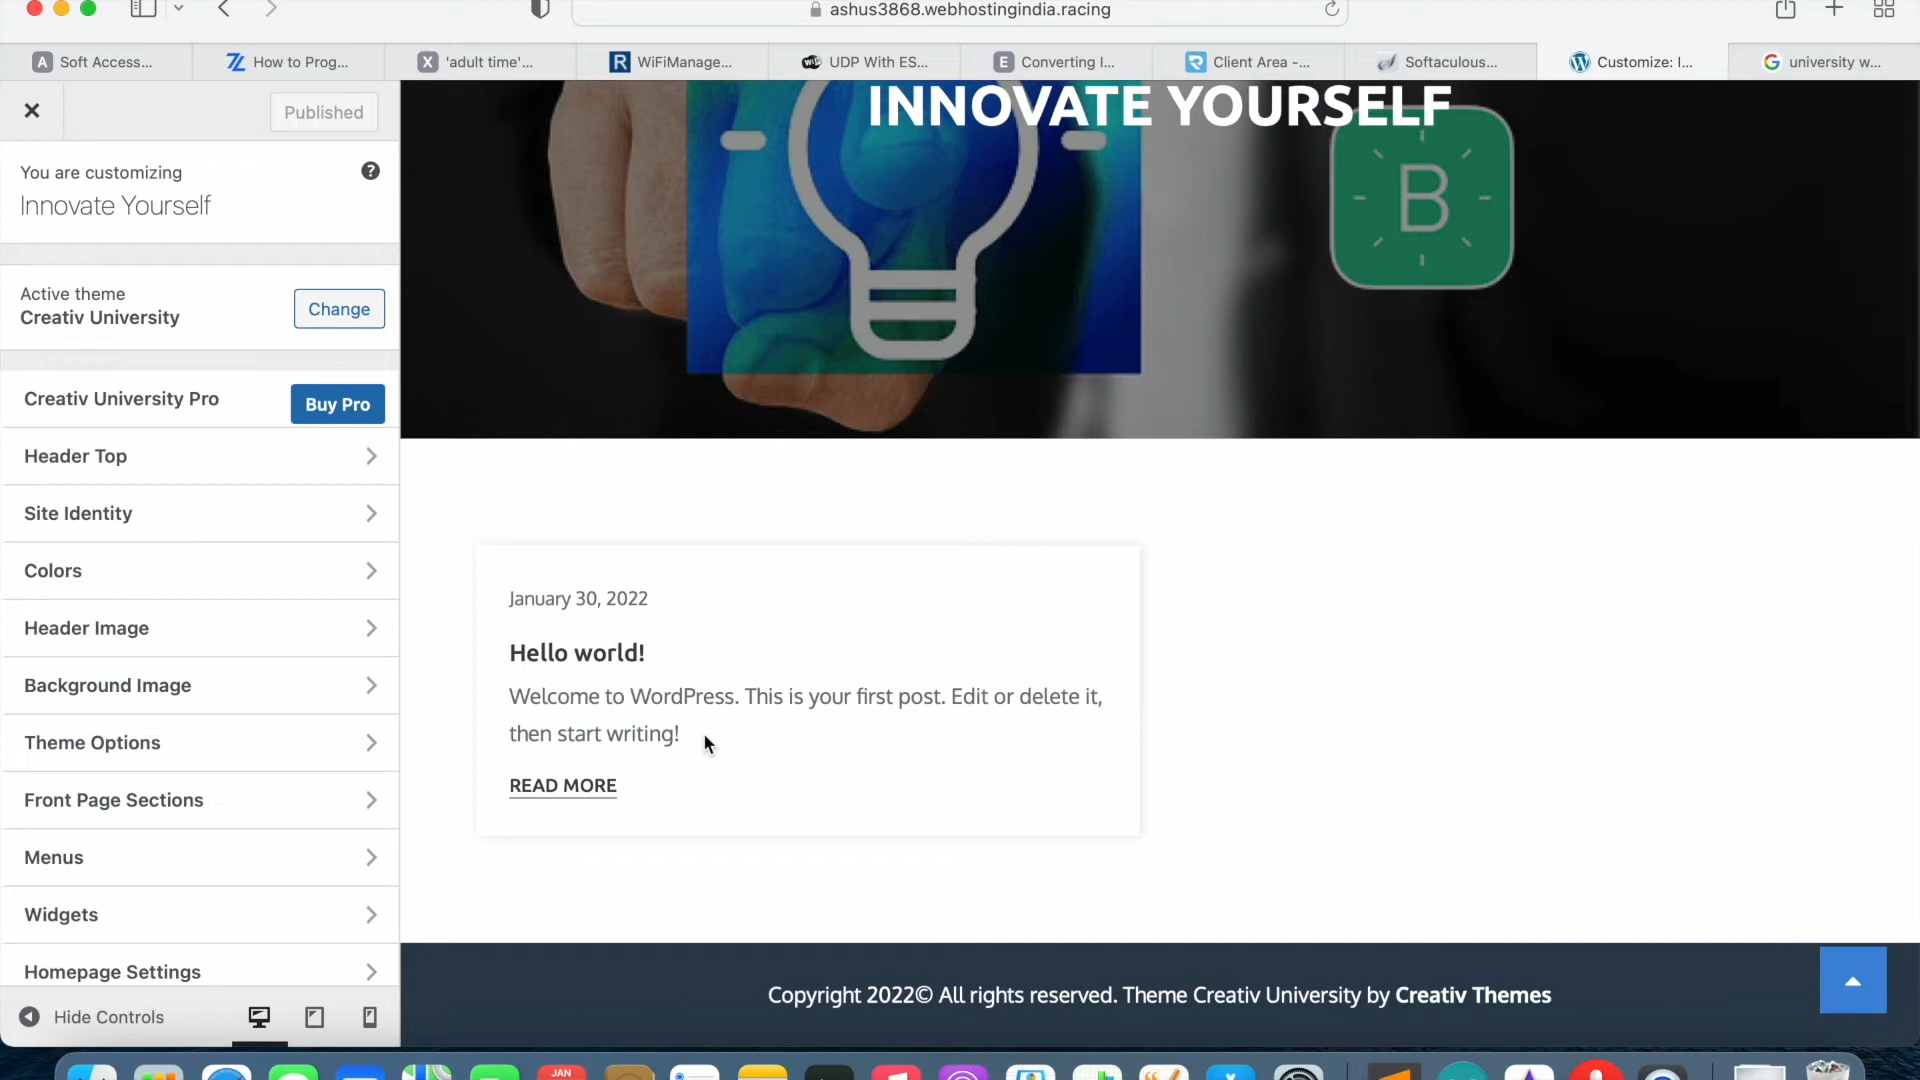 ashus3868.webhostingindia.racing
A Soft Access...
How to Prog...
X 'adult time'...
R WiFiManage...
UDP With ES...
E Converting I...
Client Area -...
Softaculous...
Customize: I...
university w...
Published
You are customizing
Innovate Yourself
Active theme
Creativ University
Change
Creativ University Pro
Buy Pro
Header Top
Site Identity
Colors
Header Image
Background Image
Theme Options
Front Page Sections
Menus
Widgets
Homepage Settings
Hide Controls
INNOVATE YOURSELF
B
January 30, 2022
Hello world!
Welcome to WordPress. This is your first post. Edit or delete it,
then start writing!
READ MORE
Copyright 2022© All rights reserved. Theme Creativ University by Creativ Themes
JAN